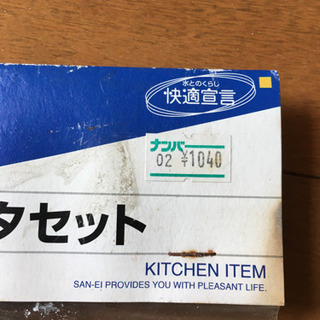 水とのくらし
快適宣言
ナンバー
02 ¥1040
タセット
KITCHEN ITEM
SAN-EI PROVIDES YOU WITH PLEASANT LIFE.